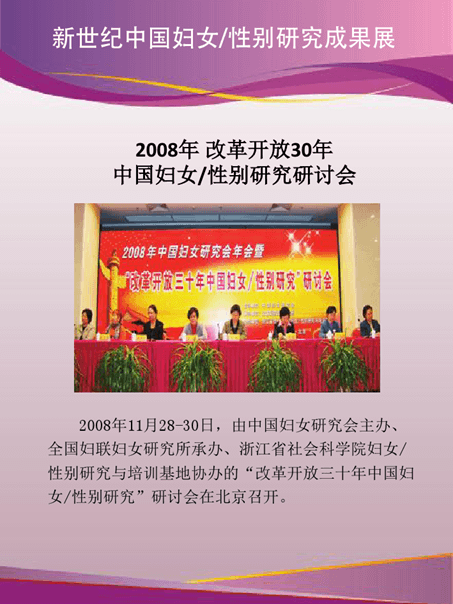 新世纪中国妇女/性别研究成果展
2008年 改革开放30年
中国妇女/性别研究研讨会
2008年中国妇女研究会年会暨
“改革开放三十年中国妇女/性别研究”研讨会
2008年11月28-30日，由中国妇女研究会主办、
全国妇联妇女研究所承办、浙江省社会科学院妇女/
性别研究与培训基地协办的“改革开放三十年中国妇
女/性别研究”研讨会在北京召开。